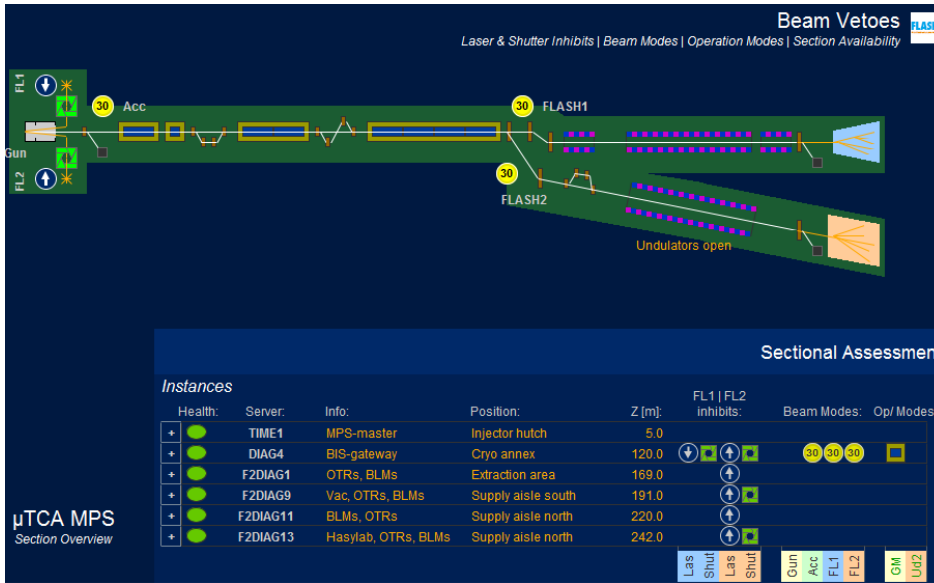 Beam Vetoes
FLASH
Laser & Shutter Inhibits | Beam Modes | Operation Modes | Section Availability
FL1
30 Acc
30 FLASH1
Gun
FL2
30
FLASH2
Undulators open
Sectional Assessmen
Instances
FL1 | FL2
Health: Server: Info: Position: Z [m]: inhibits: Beam Modes: Op/ Modes
+ TIME1 MPS-master Injector hutch 5.0
+ DIAG4 BIS-gateway Cryo annex 120.0 30 30 30
+ F2DIAG1 OTRs, BLMs Extraction area 169.0
+ F2DIAG9 Vac, OTRs, BLMs Supply aisle south 191.0
+ F2DIAG11 BLMs, OTRs Supply aisle north 220.0
+ F2DIAG13 Hasylab, OTRs, BLMs Supply aisle north 242.0
µTCA MPS
Section Overview
Las Shut Las Shut Gun Acc FL1 FL2 GM Ud2